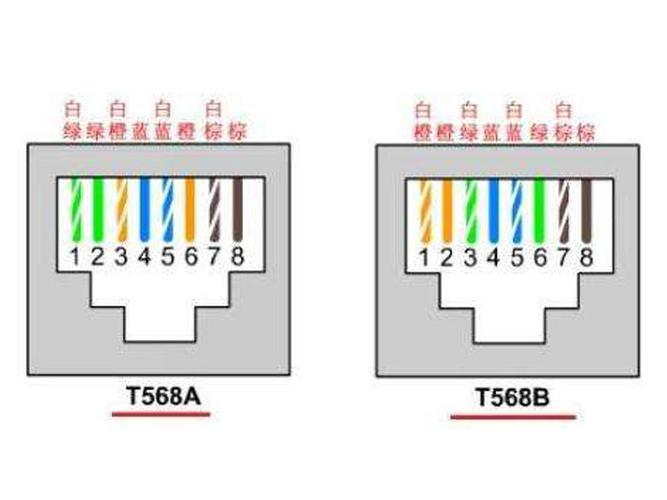 白 白 白 白
绿 绿 橙 蓝 蓝 橙 棕 棕
1 2 3 4 5 6 7 8
T568A
白 白 白 白
橙 橙 绿 蓝 蓝 绿 棕 棕
1 2 3 4 5 6 7 8
T568B